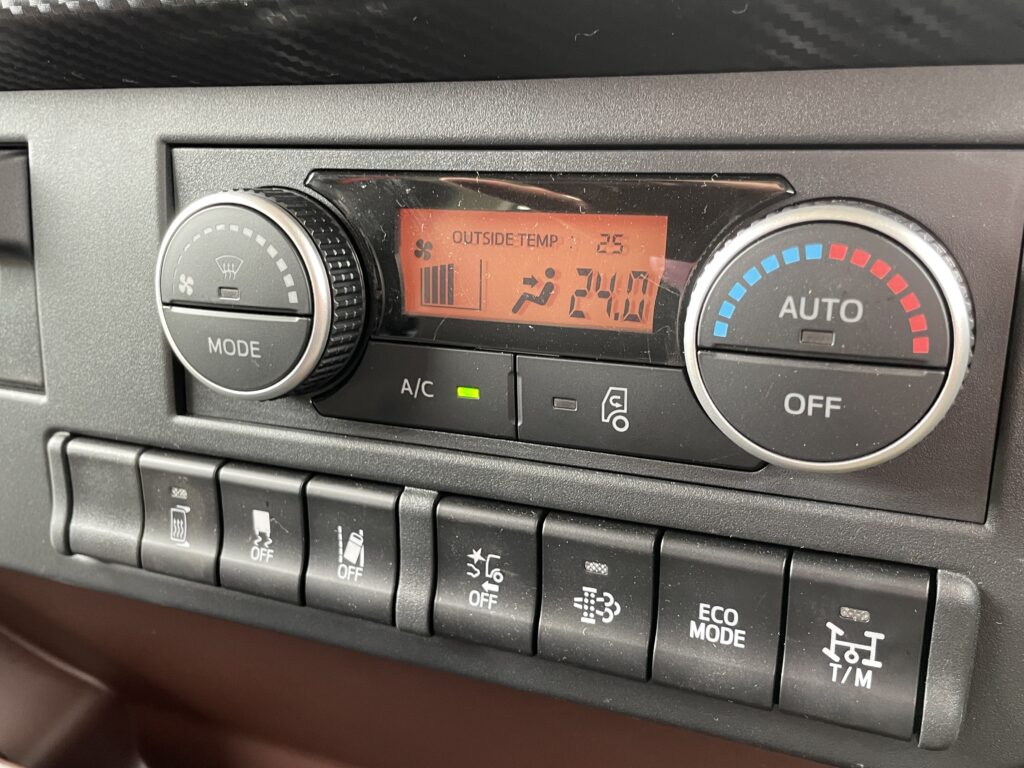 OUTSIDE TEMP : 25
24.0
AUTO
MODE
A/C
OFF
OFF
OFF
OFF
ECO
MODE
T/M